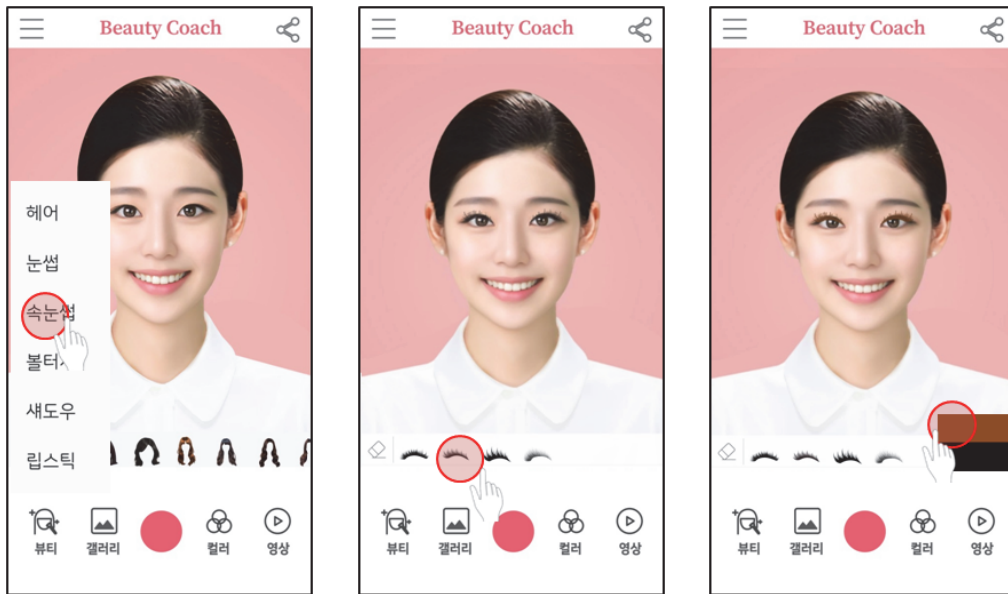 Beauty Coach
헤어
눈썹
속눈썹
볼터
섀도우
립스틱
뷰티 갤러리 컬러 영상
Beauty Coach
뷰티 갤러리 컬러 영상
Beauty Coach
뷰티 갤러리 컬러 영상